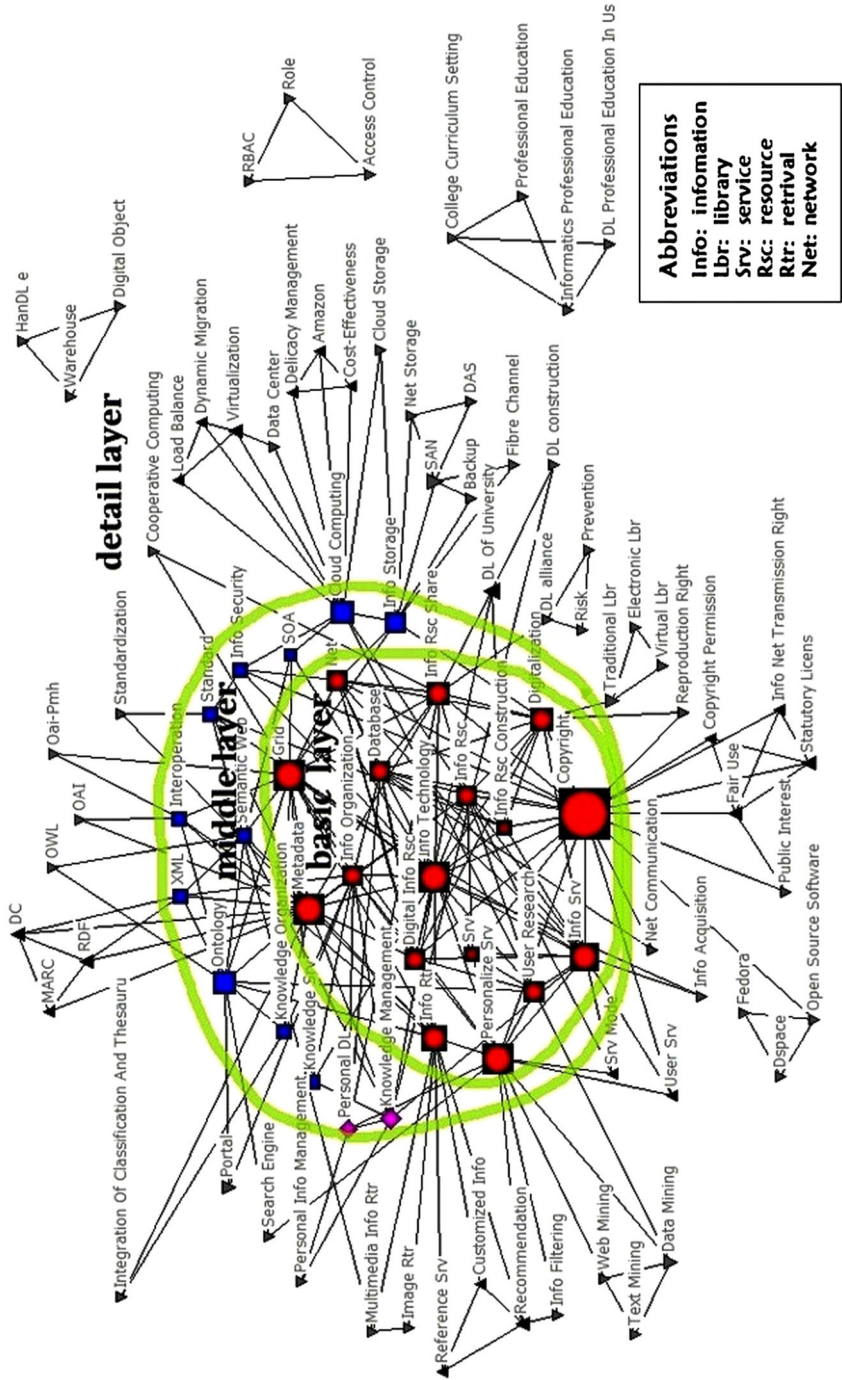 HanDL e
Warehouse
Digital Object
RBAC
Role
Access Control
College Curriculum Setting
Professional Education
Informatics Professional Education
DL Professional Education In Us
detail layer
middle layer
basic layer
Cooperative Computing
Load Balance
Dynamic Migration
Virtualization
Data Center
Delicacy Management
Amazon
Cost-Effectiveness
Cloud Storage
Net Storage
DAS
SAN
Backup
Fibre Channel
DL construction
DL Of University
DL alliance
Prevention
Risk
Traditional Lbr
Electronic Lbr
Virtual Lbr
Reproduction Right
Copyright Permission
Info Net Transmission Right
Statutory Licens
Fair Use
Public Interest
Open Source Software
Fedora
Dspace
Net Communication
Info Acquisition
User Srv
Srv Mode
Standardization
Oai-Pmh
OAI
OWL
DC
MARC
RDF
Integration Of Classification And Thesauru
Portal
Search Engine
Personal Info Management
Multimedia Info Rtr
Image Rtr
Reference Srv
Customized Info
Recommendation
Info Filtering
Web Mining
Text Mining
Data Mining
Standard
Info Security
SOA
Cloud Computing
Info Storage
Interoperation
Semantic Web
XML
Ontology
Knowledge Organization
Knowledge Srv
Personal DL
Knowledge Management
Net
Grid
Metadata
Info Organization
Database
Info Rsc Share
Info Technology
Info Rsc
Info Rsc Construction
Digitalization
Copyright
Digital Info Rsc
Srv
Info Rtr
Personalize Srv
User Research
Info Srv
Abbreviations
Info: infomation
Lbr: library
Srv: service
Rsc: resource
Rtr: retrival
Net: network